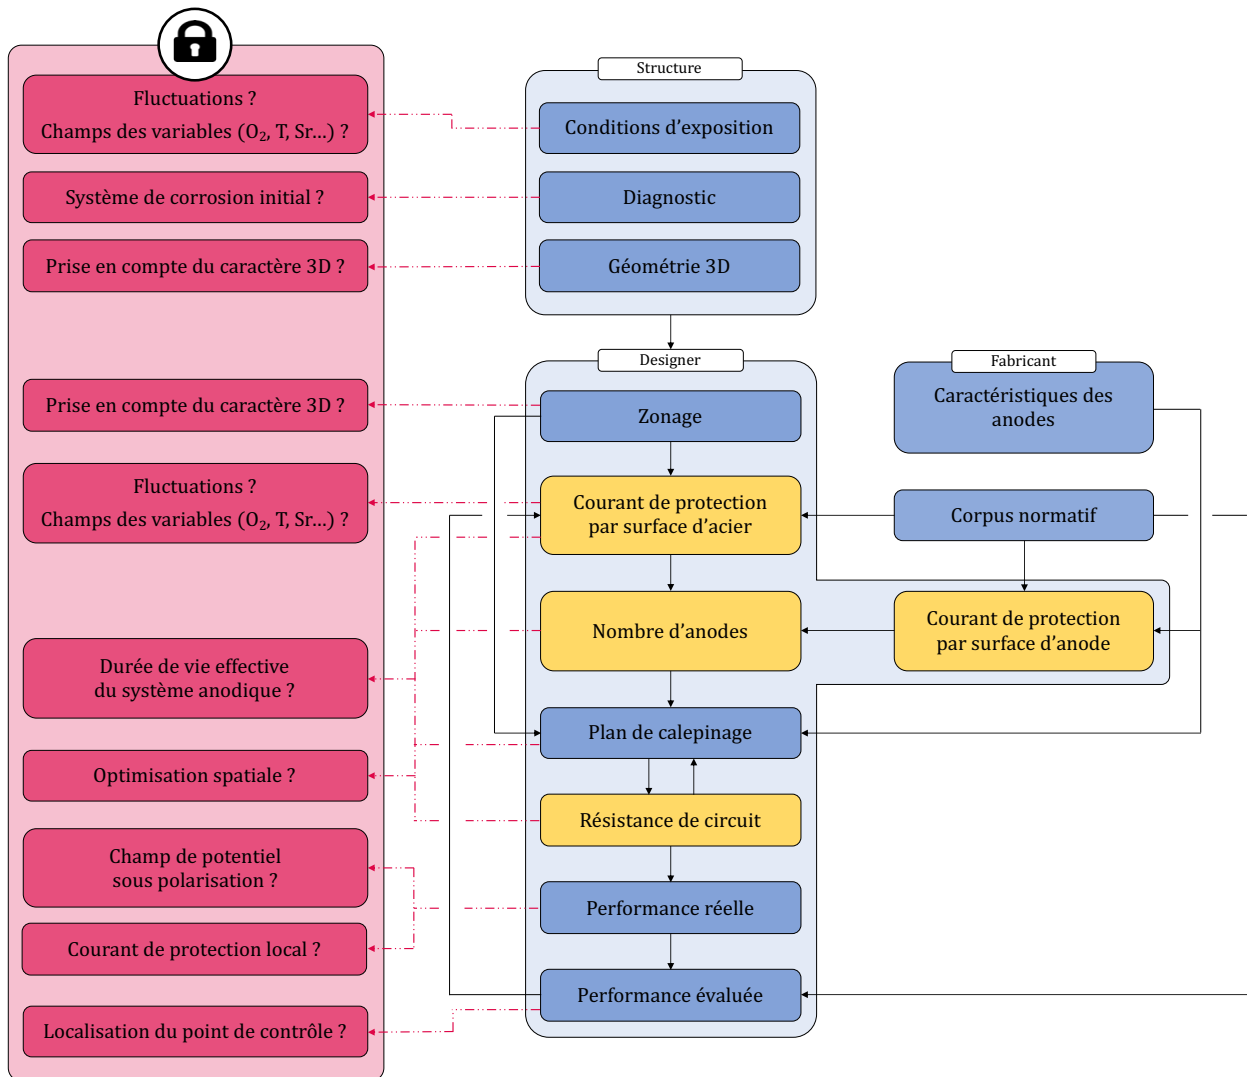 Fluctuations ?
Champs des variables (O₂, T, Sr…) ?
Système de corrosion initial ?
Prise en compte du caractère 3D ?
Prise en compte du caractère 3D ?
Fluctuations ?
Champs des variables (O₂, T, Sr…) ?
Durée de vie effective
du système anodique ?
Optimisation spatiale ?
Champ de potentiel
sous polarisation ?
Courant de protection local ?
Localisation du point de contrôle ?
Structure
Conditions d'exposition
Diagnostic
Géométrie 3D
Designer
Zonage
Courant de protection
par surface d'acier
Nombre d'anodes
Plan de calepinage
Résistance de circuit
Performance réelle
Performance évaluée
Fabricant
Caractéristiques des
anodes
Corpus normatif
Courant de protection
par surface d'anode